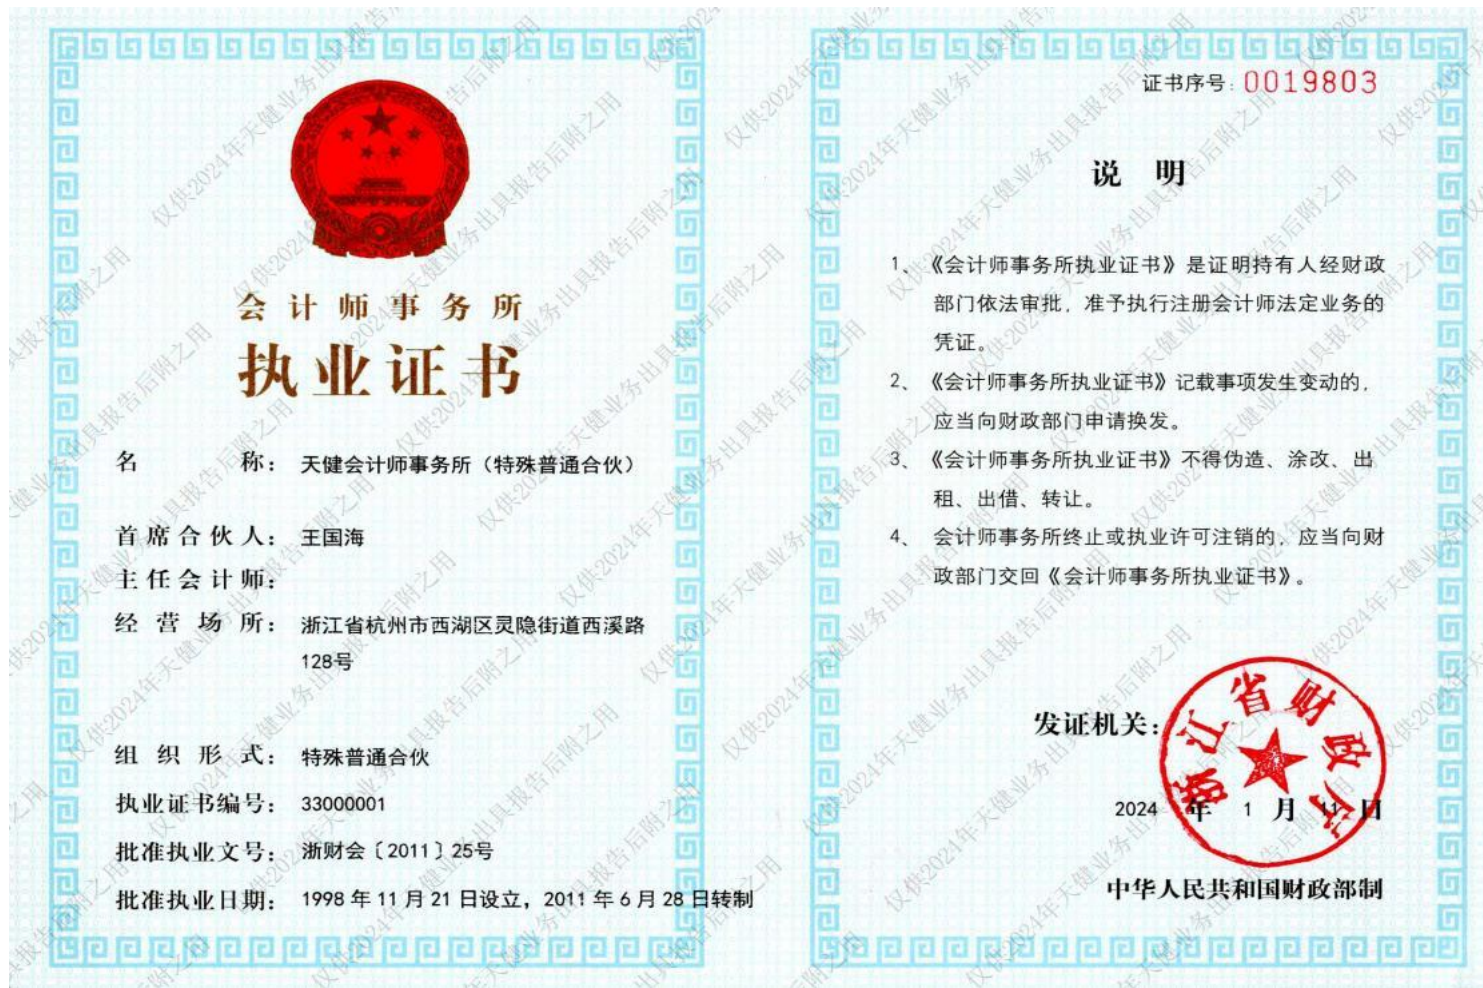 会计师事务所
执业证书
名 称： 天健会计师事务所（特殊普通合伙）
首席合伙人： 王国海
主任会计师：
经营场所： 浙江省杭州市西湖区灵隐街道西溪路
128号
组织形式： 特殊普通合伙
执业证书编号： 33000001
批准执业文号： 浙财会〔2011〕25号
批准执业日期： 1998年11月21日设立，2011年6月28日转制
证书序号：0019803
说 明
1、《会计师事务所执业证书》是证明持有人经财政
部门依法审批，准予执行注册会计师法定业务的
凭证。
2、《会计师事务所执业证书》记载事项发生变动的，
应当向财政部门申请换发。
3、《会计师事务所执业证书》不得伪造、涂改、出
租、出借、转让。
4、会计师事务所终止或执业许可注销的，应当向财
政部门交回《会计师事务所执业证书》。
发证机关：
浙江省财政厅
2024年1月11日
中华人民共和国财政部制
仅供2024年天健业务出具报告后附之用